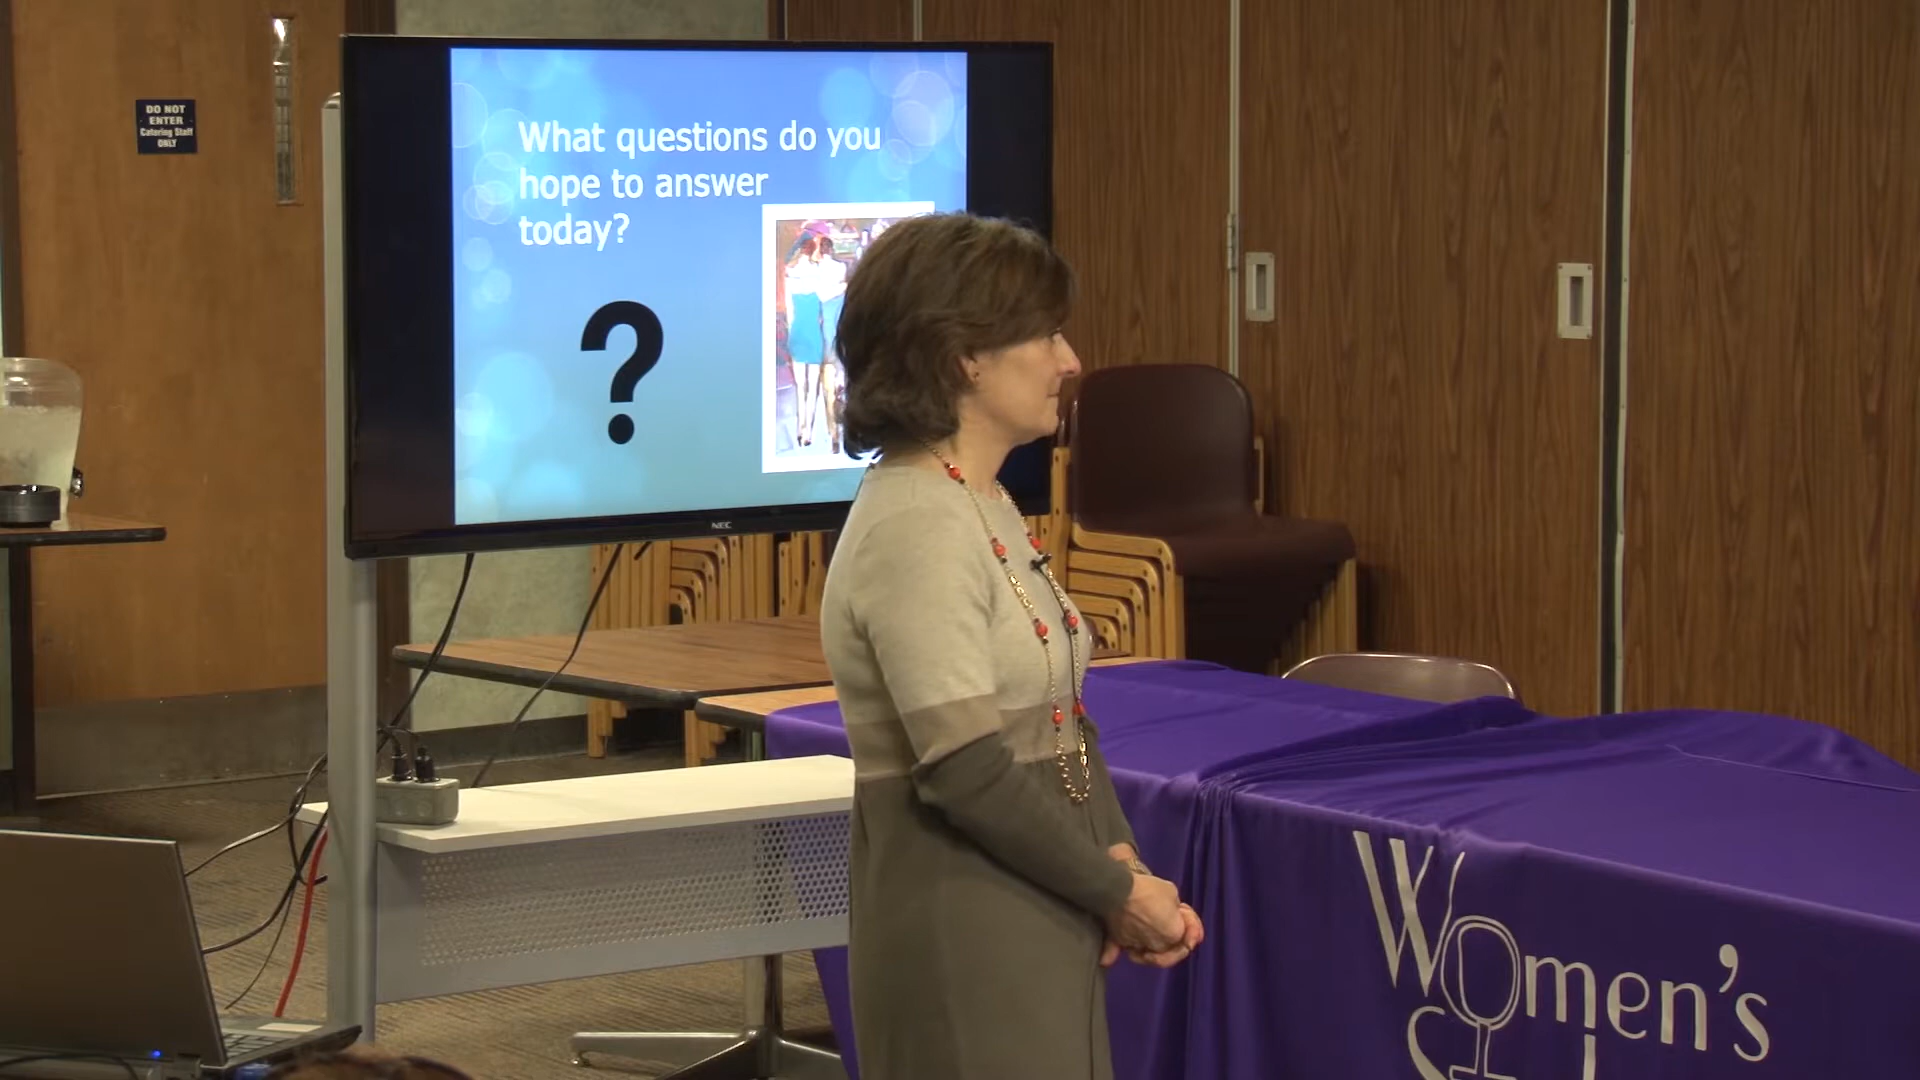 DO NOT
ENTER
Catering Staff
ONLY
What questions do you
hope to answer
today?
?
NEC
Women's